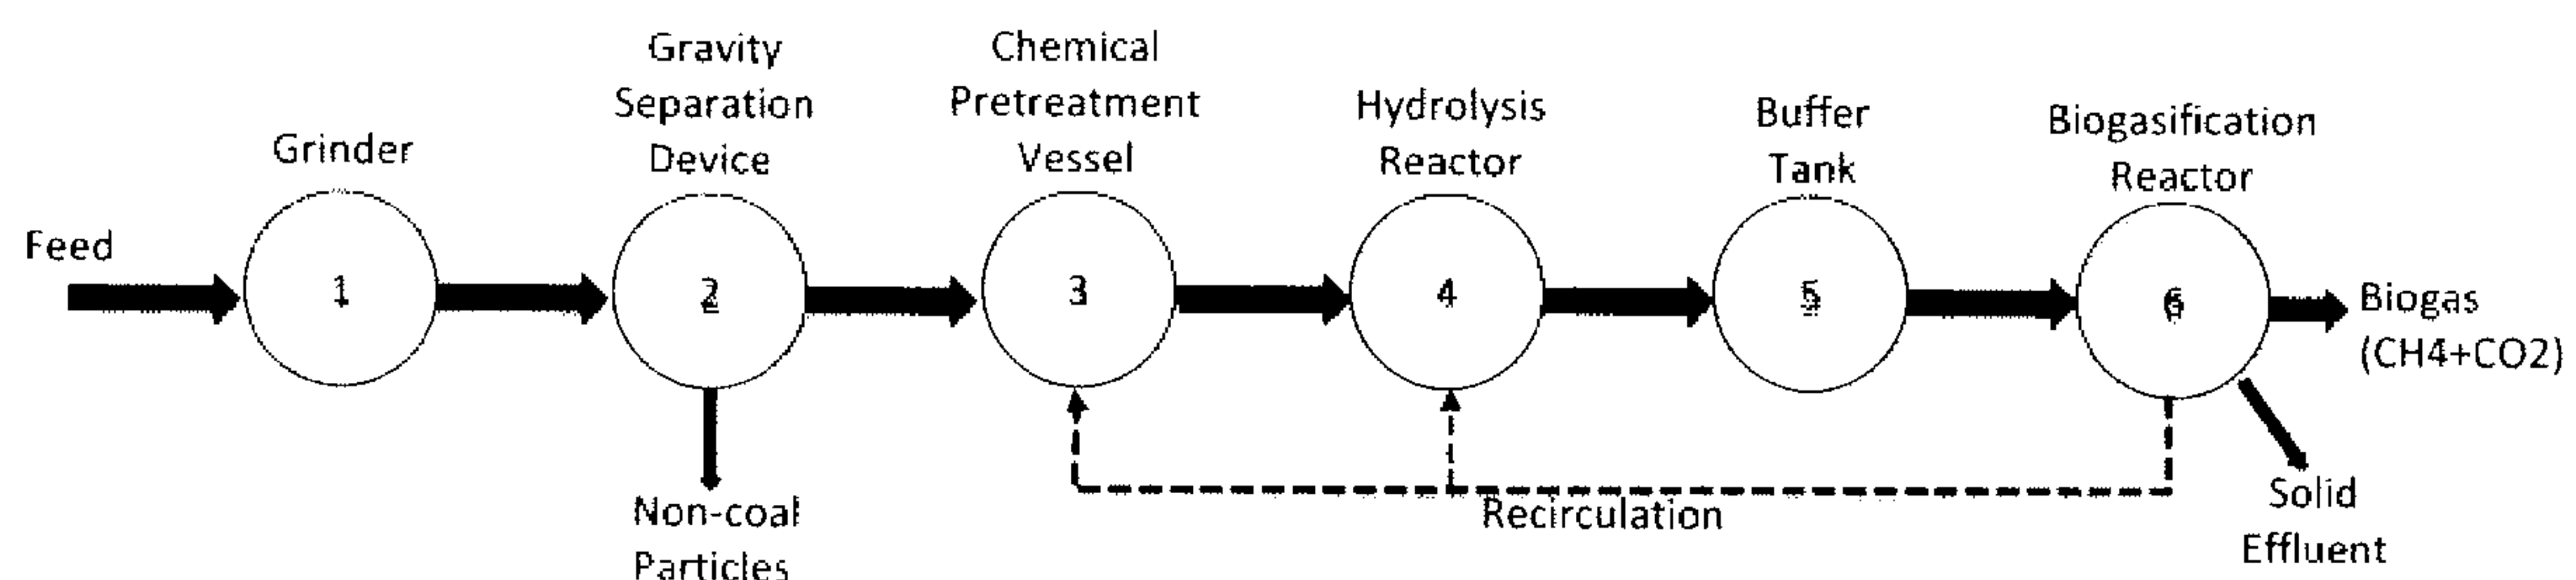 Feed
Grinder
1
Gravity
Separation
Device
2
Non-coal
Particles
Chemical
Pretreatment
Vessel
3
Hydrolysis
Reactor
4
Buffer
Tank
5
Biogasification
Reactor
6
Biogas
(CH4+CO2)
Solid
Effluent
Recirculation